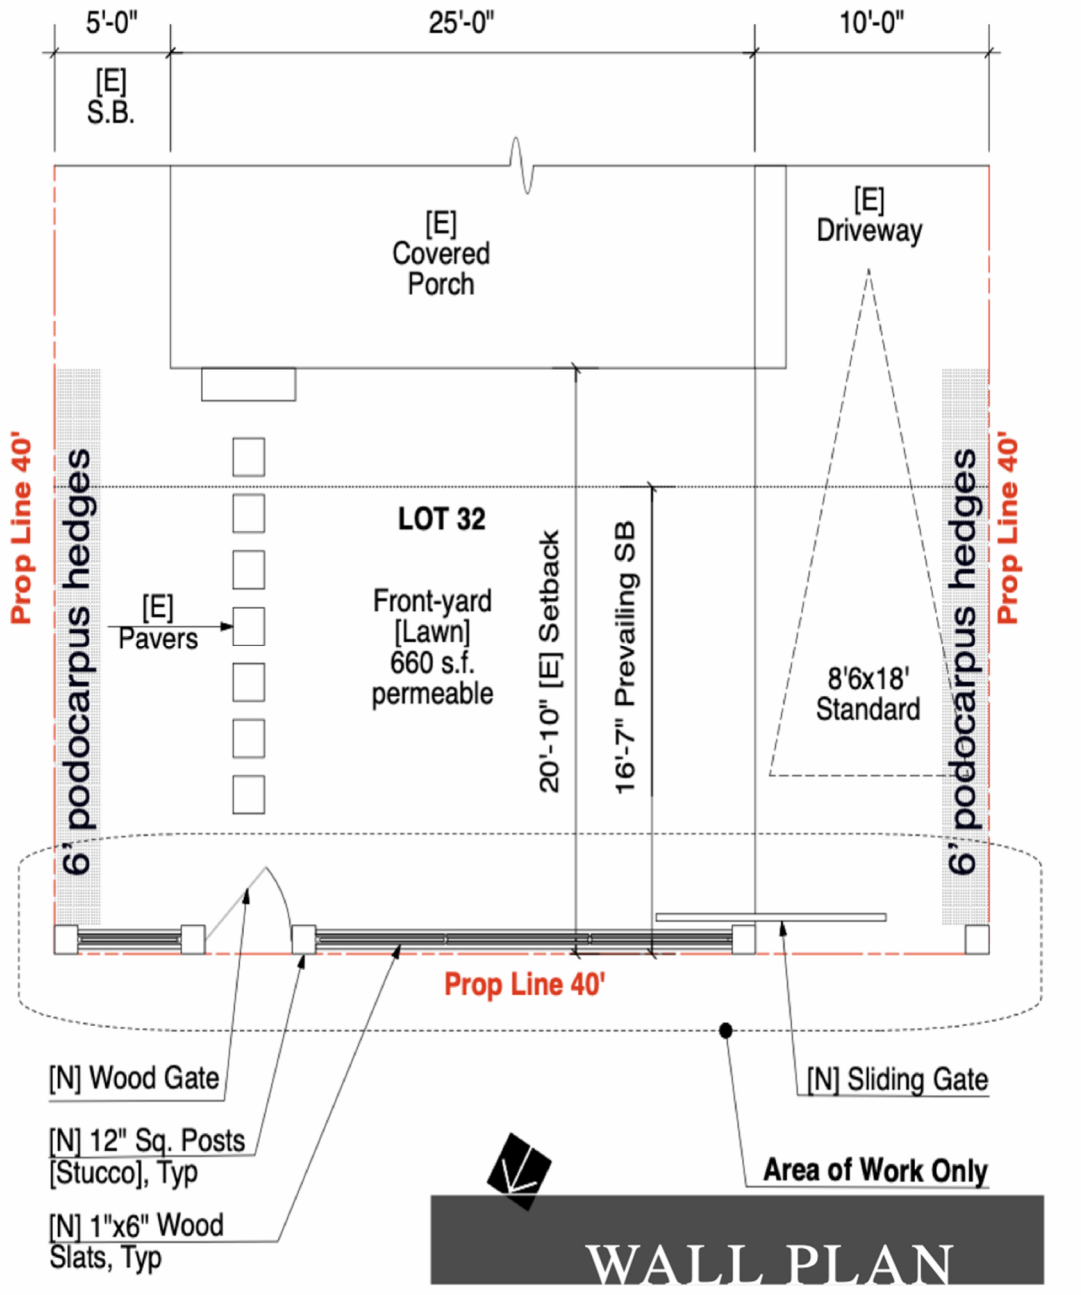 5'-0" 25'-0" 10'-0"
[E]
S.B.
[E]
Covered
Porch
[E]
Driveway
Prop Line 40'
6' podocarpus hedges
LOT 32
[E]
Pavers
Front-yard
[Lawn]
660 s.f.
permeable
20'-10" [E] Setback
16'-7" Prevailing SB
8'6x18'
Standard
6' podocarpus hedges
Prop Line 40'
Prop Line 40'
[N] Wood Gate
[N] Sliding Gate
[N] 12" Sq. Posts
[Stucco], Typ
Area of Work Only
[N] 1"x6" Wood
Slats, Typ
WALL PLAN